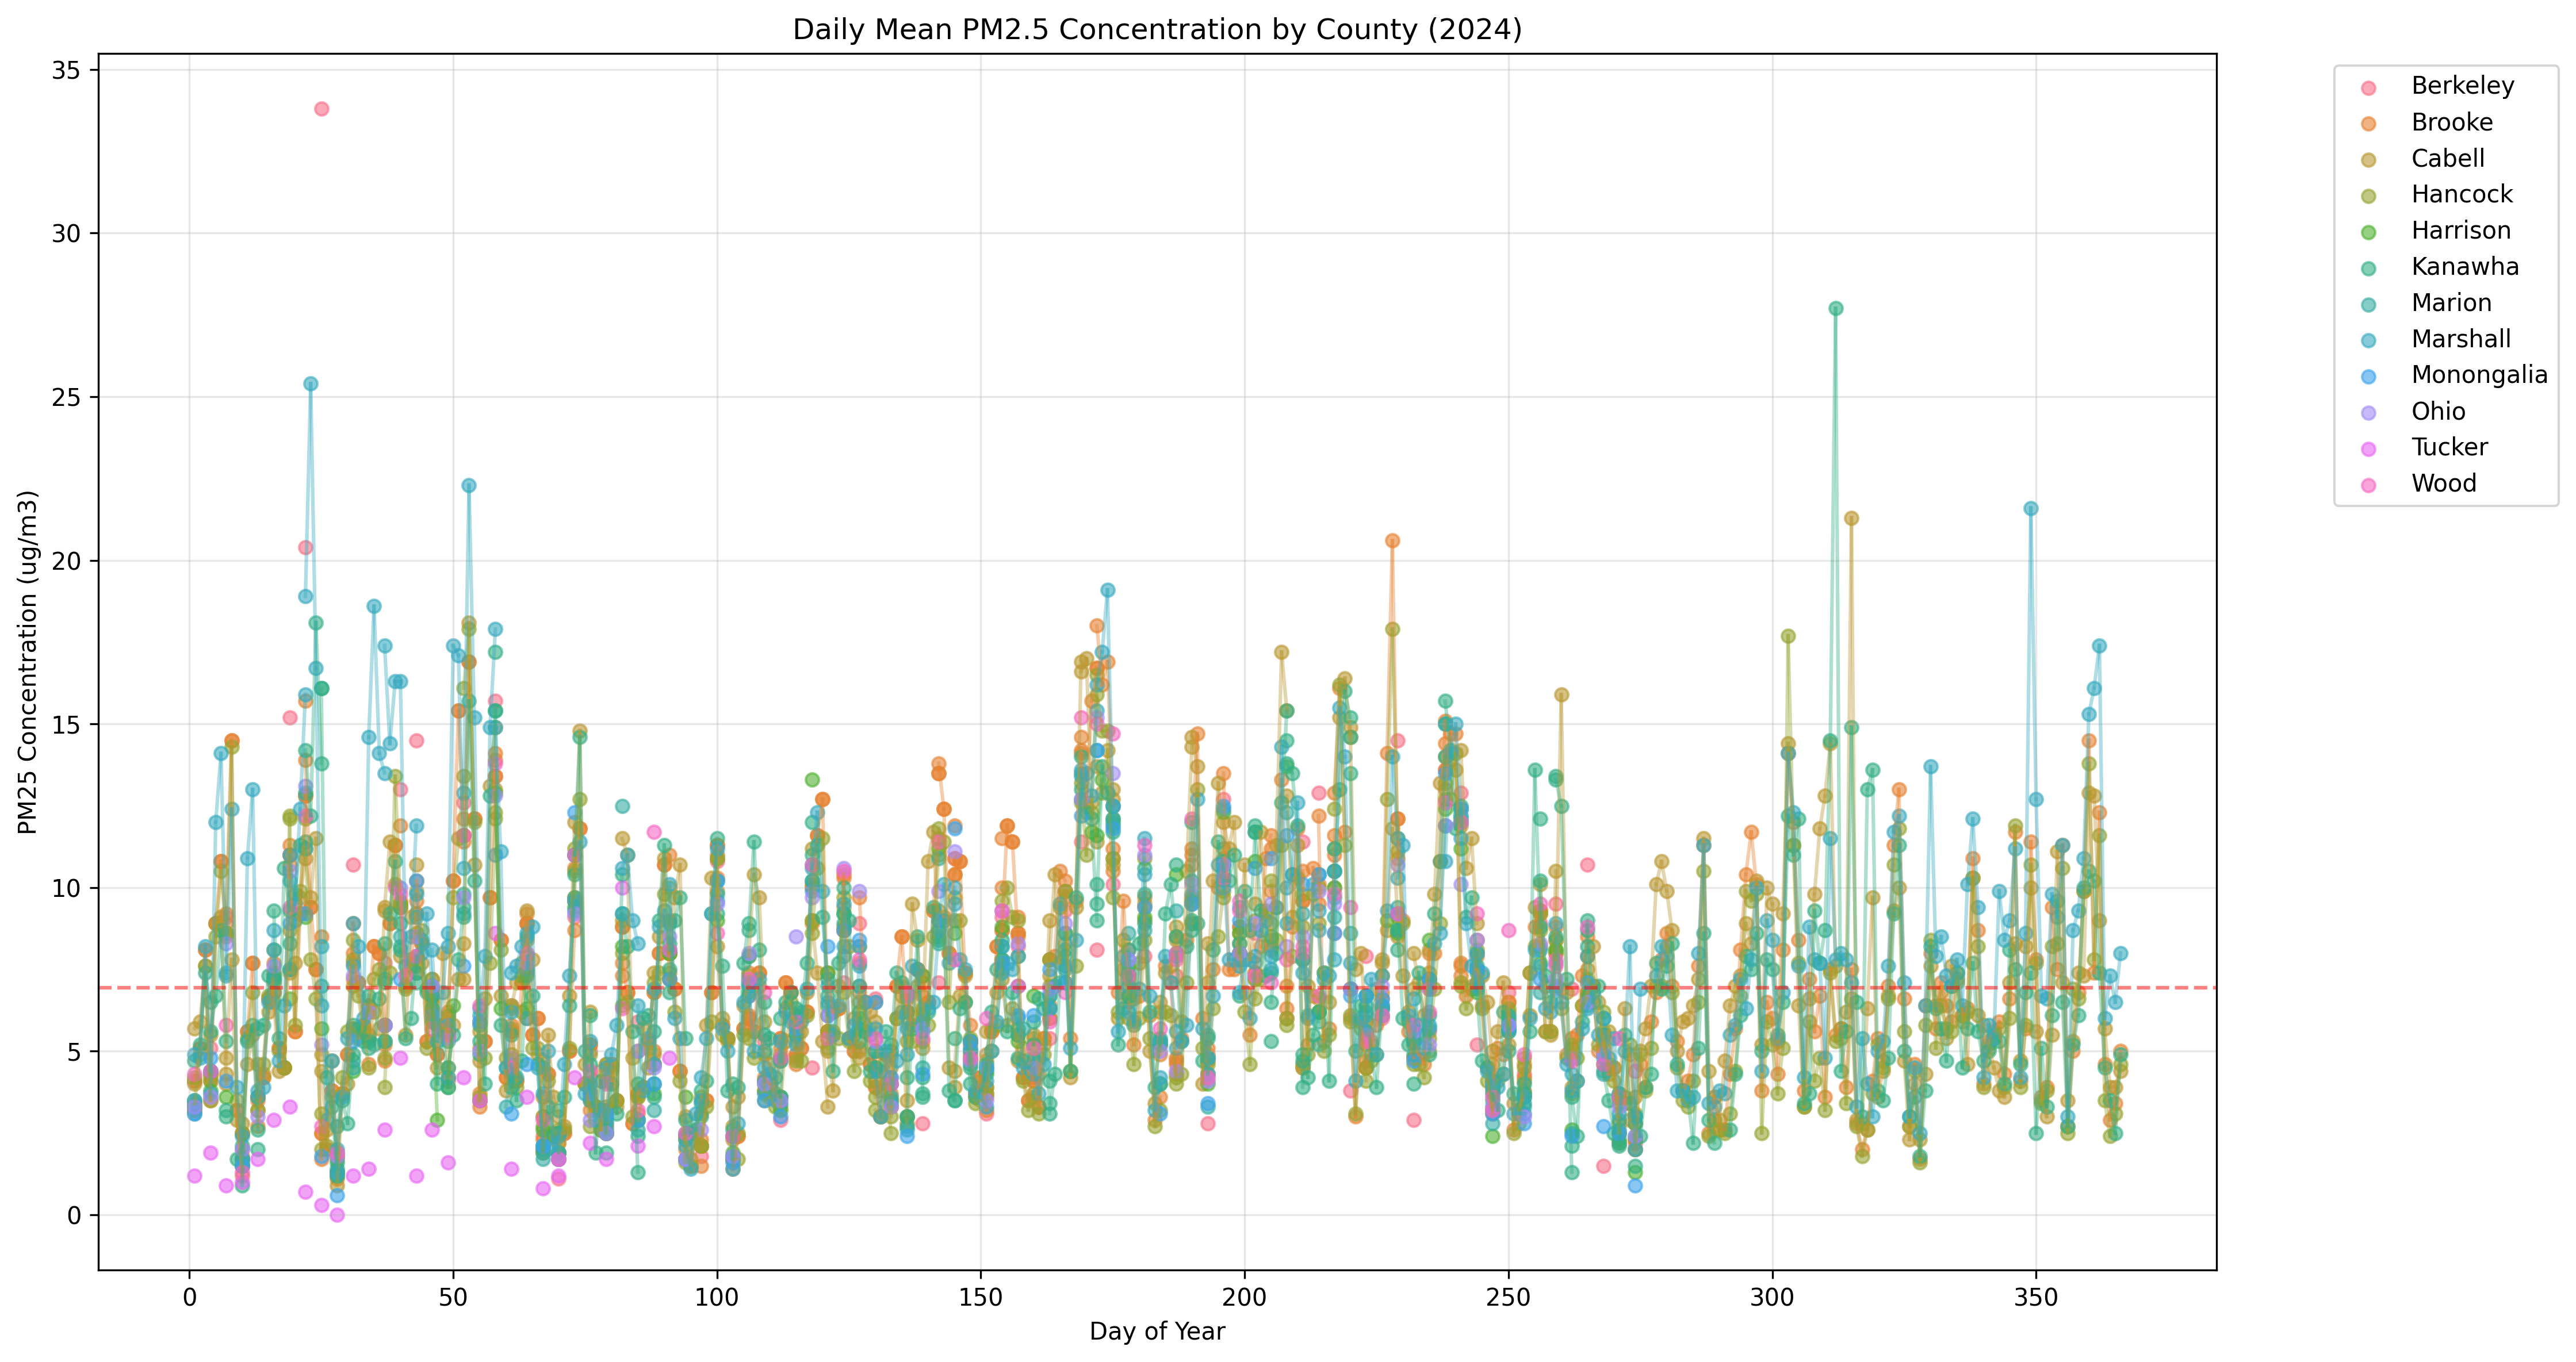 Daily Mean PM2.5 Concentration by County (2024)
35
30
25
20
15
10
5
0
PM25 Concentration (ug/m3)
0 50 100 150 200 250 300 350
Day of Year
Berkeley
Brooke
Cabell
Hancock
Harrison
Kanawha
Marion
Marshall
Monongalia
Ohio
Tucker
Wood